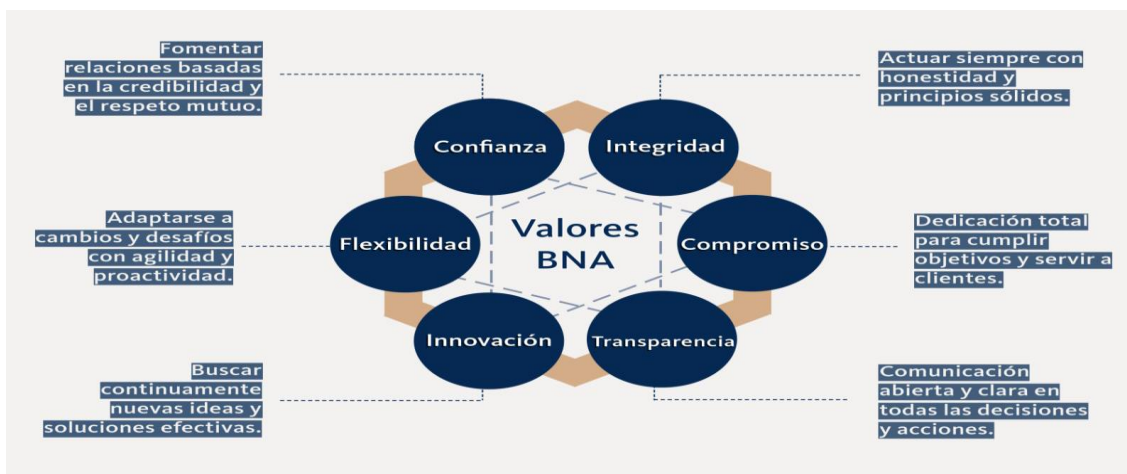 Fomentar
relaciones basadas
en la credibilidad y
el respeto mutuo.
Actuar siempre con
honestidad y
principios sólidos.
Confianza
Integridad
Adaptarse a
cambios y desafíos
con agilidad y
proactividad.
Flexibilidad
Valores
BNA
Compromiso
Dedicación total
para cumplir
objetivos y servir a
clientes.
Innovación
Transparencia
Buscar
continuamente
nuevas ideas y
soluciones efectivas.
Comunicación
abierta y clara en
todas las decisiones
y acciones.